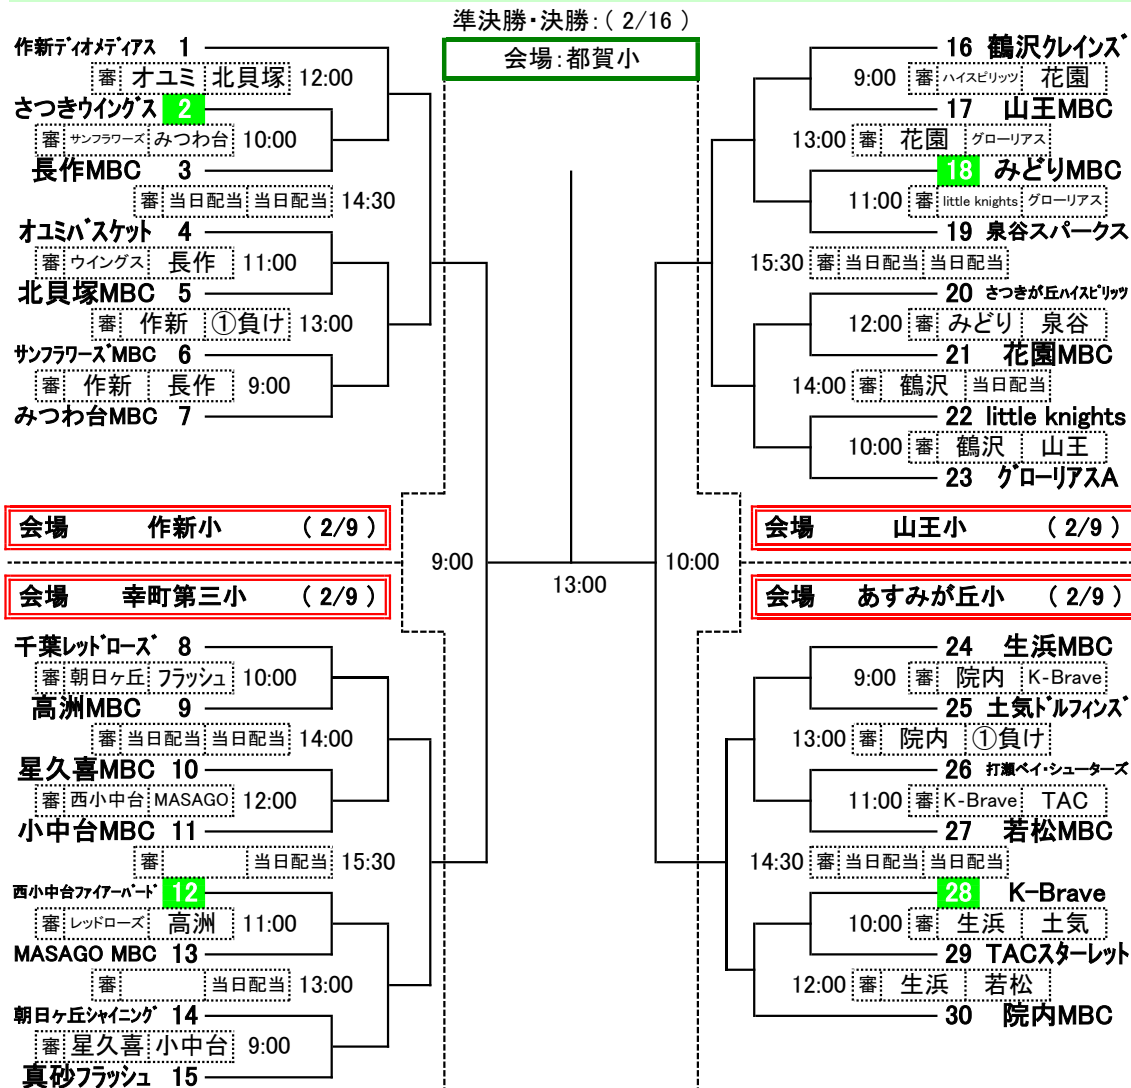 準決勝・決勝:( 2/16 )
会場:都賀小
作新ディオメディアス 1
審 オユミ 北貝塚 12:00
さつきウイングス 2
審 サンフラワーズ みつわ台 10:00
長作MBC 3
審 当日配当 当日配当 14:30
オユミバスケット 4
審 ウイングス 長作 11:00
北貝塚MBC 5
審 作新 ①負け 13:00
サンフラワーズMBC 6
審 作新 長作 9:00
みつわ台MBC 7
会場 作新小 ( 2/9 )
16 鶴沢クレインズ
9:00 審 ハイスピリッツ 花園
17 山王MBC
13:00 審 花園 グローリアス
18 みどりMBC
11:00 審 little knights グローリアス
19 泉谷スパークス
15:30 審 当日配当 当日配当
20 さつきが丘ハイスピリッツ
12:00 審 みどり 泉谷
21 花園MBC
14:00 審 鶴沢 当日配当
22 little knights
10:00 審 鶴沢 山王
23 グローリアスA
会場 山王小 ( 2/9 )
9:00
13:00
10:00
会場 幸町第三小 ( 2/9 )
千葉レッドローズ 8
審 朝日ヶ丘 フラッシュ 10:00
高洲MBC 9
審 当日配当 当日配当 14:00
星久喜MBC 10
審 西小中台 MASAGO 12:00
小中台MBC 11
審 当日配当 15:30
西小中台ファイアーバード 12
審 レッドローズ 高洲 11:00
MASAGO MBC 13
審 当日配当 13:00
朝日ヶ丘シャイニング 14
審 星久喜 小中台 9:00
真砂フラッシュ 15
会場 あすみが丘小 ( 2/9 )
24 生浜MBC
9:00 審 院内 K-Brave
25 土気ドルフィンズ
13:00 審 院内 ①負け
26 打瀬ベイ・シューターズ
11:00 審 K-Brave TAC
27 若松MBC
14:30 審 当日配当 当日配当
28 K-Brave
10:00 審 生浜 土気
29 TACスターレット
12:00 審 生浜 若松
30 院内MBC